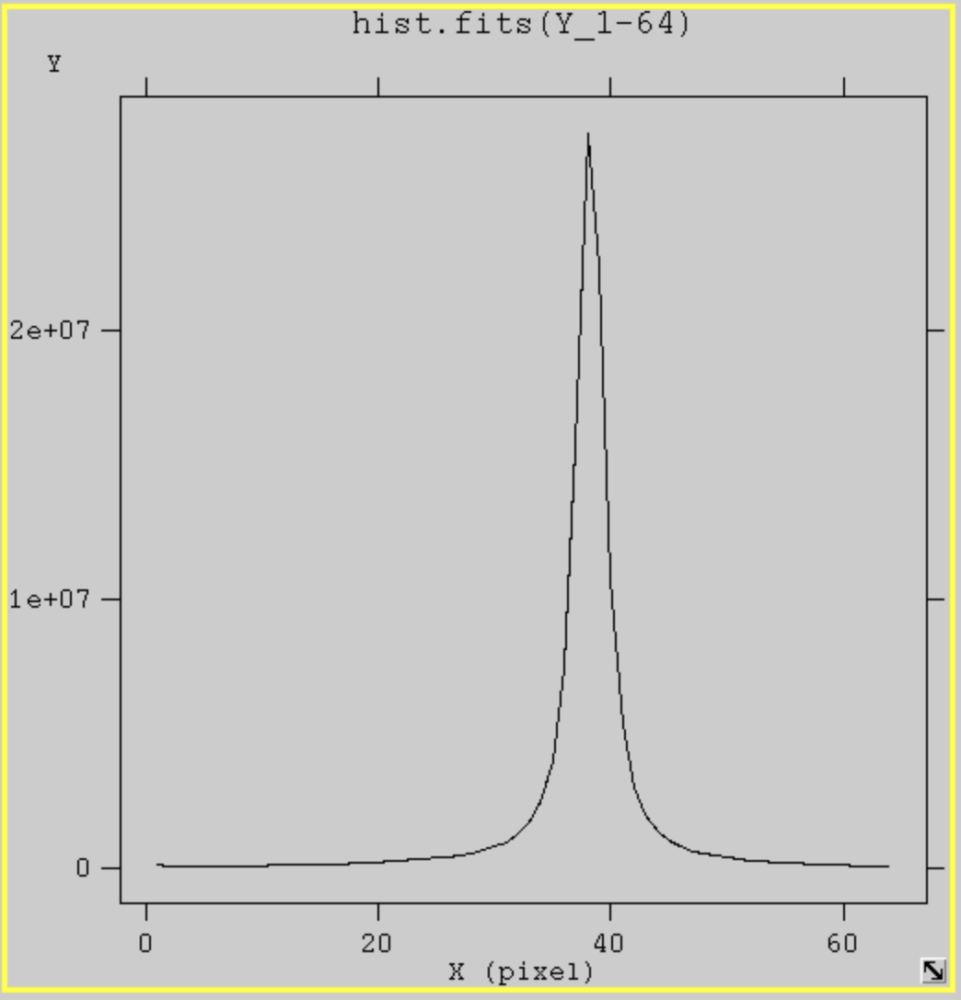 hist.fits(Y_1-64)
Y
2e+07
1e+07
0
0 20 40 60
X (pixel)